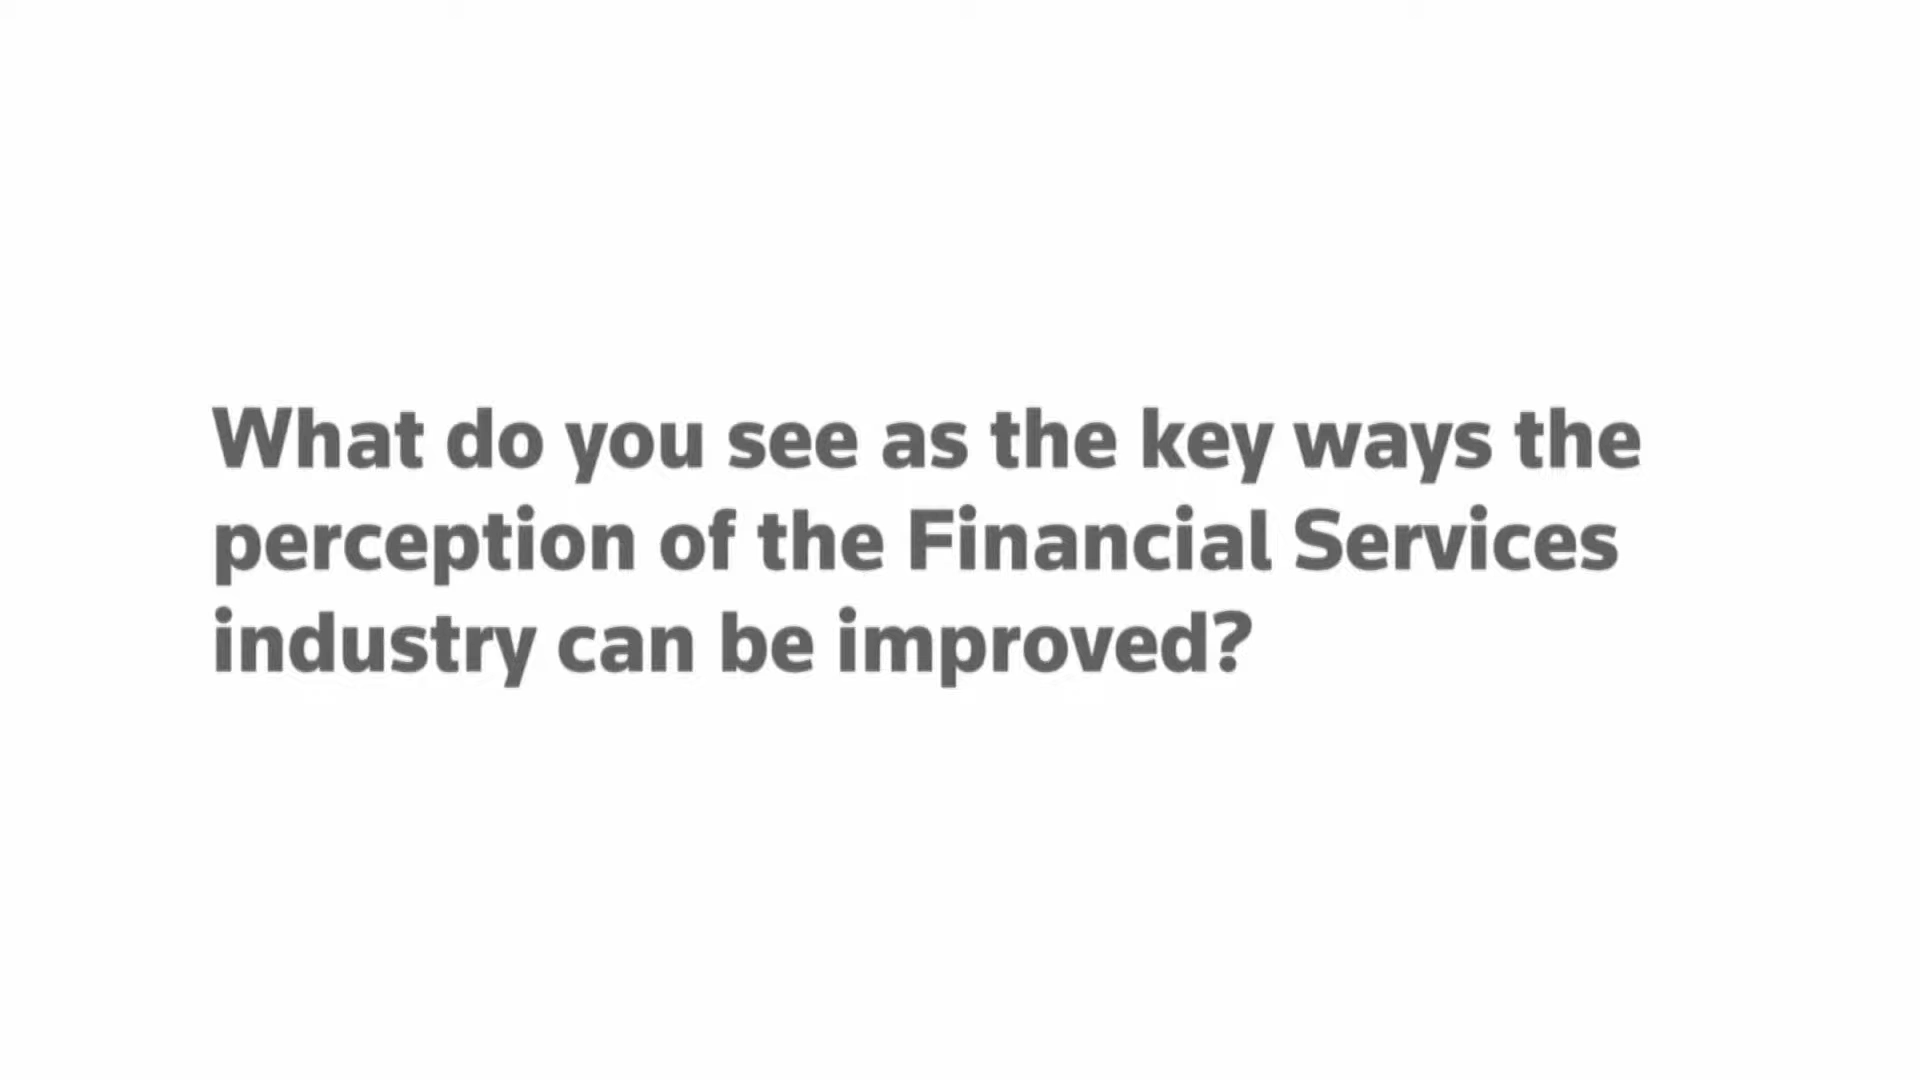 What do you see as the key ways the
perception of the Financial Services
industry can be improved?